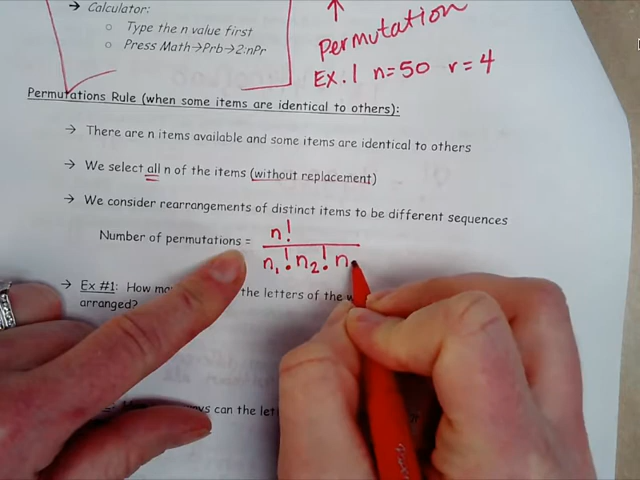 → Calculator:
○ Type the n value first
○ Press Math→Prb→2:nPr
Permutation
Ex. 1 n=50 r=4
Permutations Rule (when some items are identical to others):
→ There are n items available and some items are identical to others
→ We select all n of the items (without replacement)
→ We consider rearrangements of distinct items to be different sequences
Number of permutations =
n!
n₁! n₂! n
→ Ex #1: How the letters of the
arranged?
can the